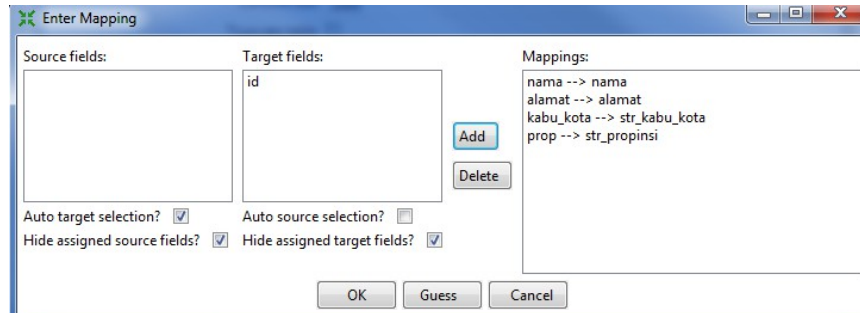 Enter Mapping
Source fields:
Target fields:
id
Mappings:
nama --> nama
alamat --> alamat
kabu_kota --> str_kabu_kota
prop --> str_propinsi
Add
Delete
Auto target selection?
Auto source selection?
Hide assigned source fields?
Hide assigned target fields?
OK
Guess
Cancel